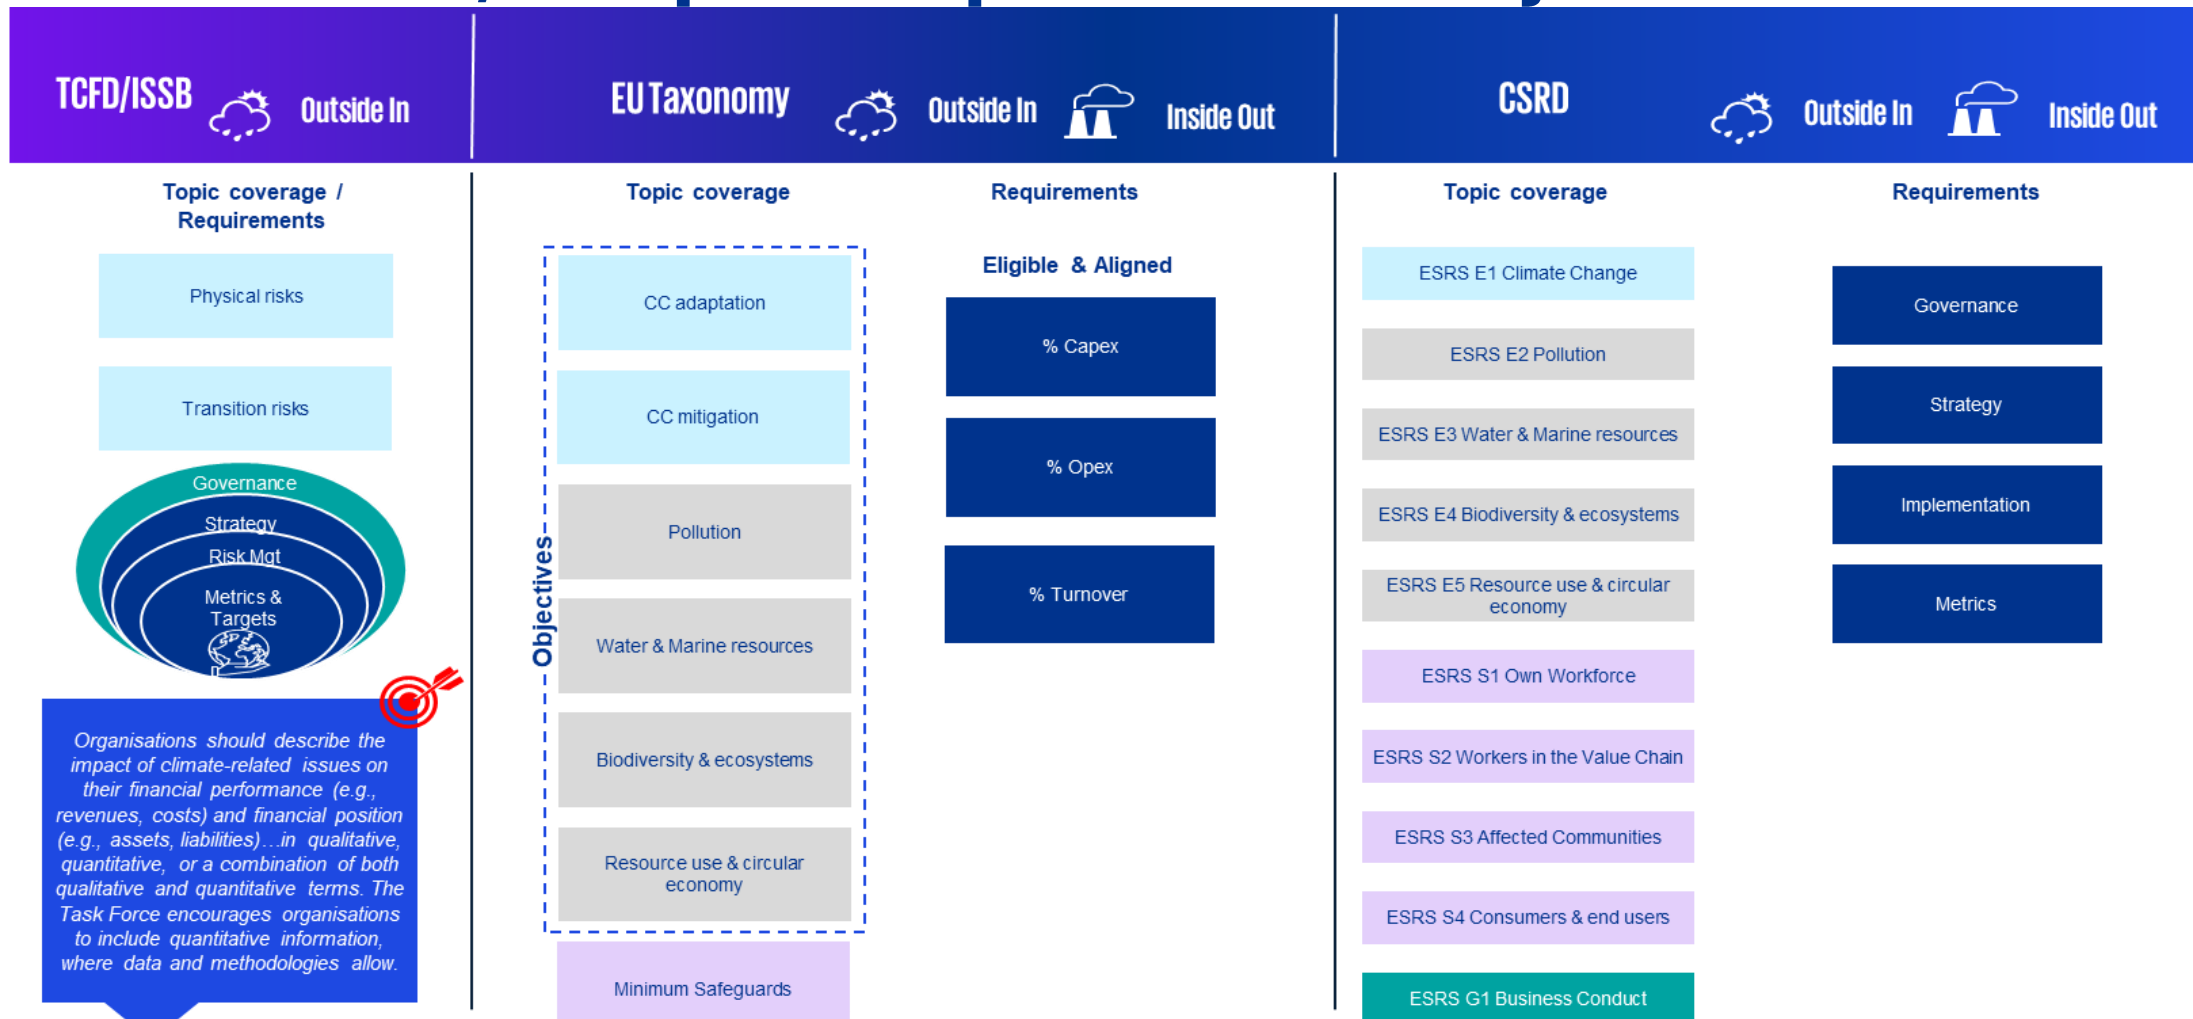 TCFD/ISSB
Outside In
EU Taxonomy
Outside In
Inside Out
CSRD
Outside In
Inside Out
Topic coverage /
Requirements
Physical risks
Transition risks
Governance
Strategy
Risk Mgt
Metrics &
Targets
Organisations should describe the
impact of climate-related issues on
their financial performance (e.g.,
revenues, costs) and financial position
(e.g., assets, liabilities)…in qualitative,
quantitative, or a combination of both
qualitative and quantitative terms. The
Task Force encourages organisations
to include quantitative information,
where data and methodologies allow.
Topic coverage
Objectives
CC adaptation
CC mitigation
Pollution
Water & Marine resources
Biodiversity & ecosystems
Resource use & circular
economy
Minimum Safeguards
Requirements
Eligible & Aligned
% Capex
% Opex
% Turnover
Topic coverage
ESRS E1 Climate Change
ESRS E2 Pollution
ESRS E3 Water & Marine resources
ESRS E4 Biodiversity & ecosystems
ESRS E5 Resource use & circular
economy
ESRS S1 Own Workforce
ESRS S2 Workers in the Value Chain
ESRS S3 Affected Communities
ESRS S4 Consumers & end users
ESRS G1 Business Conduct
Requirements
Governance
Strategy
Implementation
Metrics